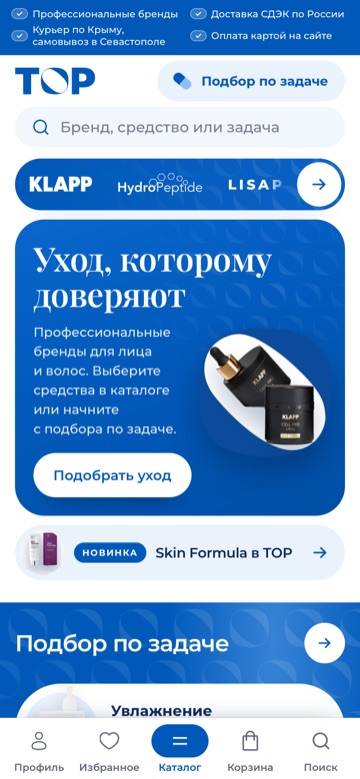 Профессиональные бренды
Доставка СДЭК по России
Курьер по Крыму,
самовывоз в Севастополе
Оплата картой на сайте
TOP
Подбор по задаче
Бренд, средство или задача
KLAPP
HydroPeptide
LISAP
Уход, которому
доверяют
Профессиональные
бренды для лица
и волос. Выберите
средства в каталоге
или начните
с подбора по задаче.
KLAPP
KLAPP
Подобрать уход
НОВИНКА
Skin Formula в TOP
Подбор по задаче
Увлажнение
Профиль
Избранное
Каталог
Корзина
Поиск